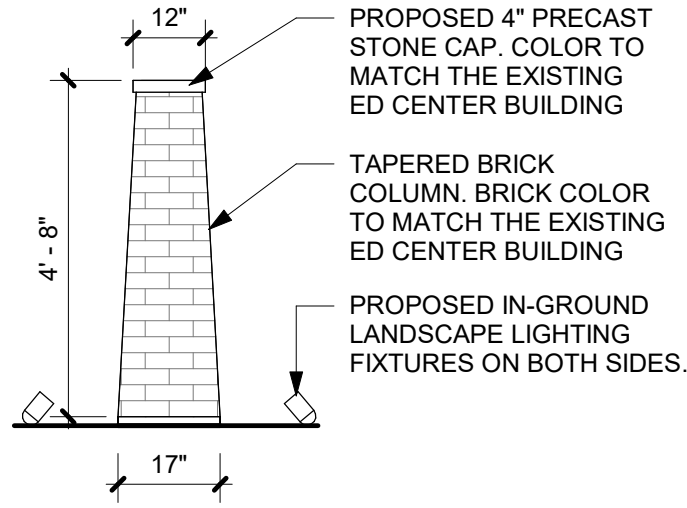 12"
PROPOSED 4" PRECAST
STONE CAP. COLOR TO
MATCH THE EXISTING
ED CENTER BUILDING
TAPERED BRICK
COLUMN. BRICK COLOR
TO MATCH THE EXISTING
ED CENTER BUILDING
4' - 8"
PROPOSED IN-GROUND
LANDSCAPE LIGHTING
FIXTURES ON BOTH SIDES.
17"